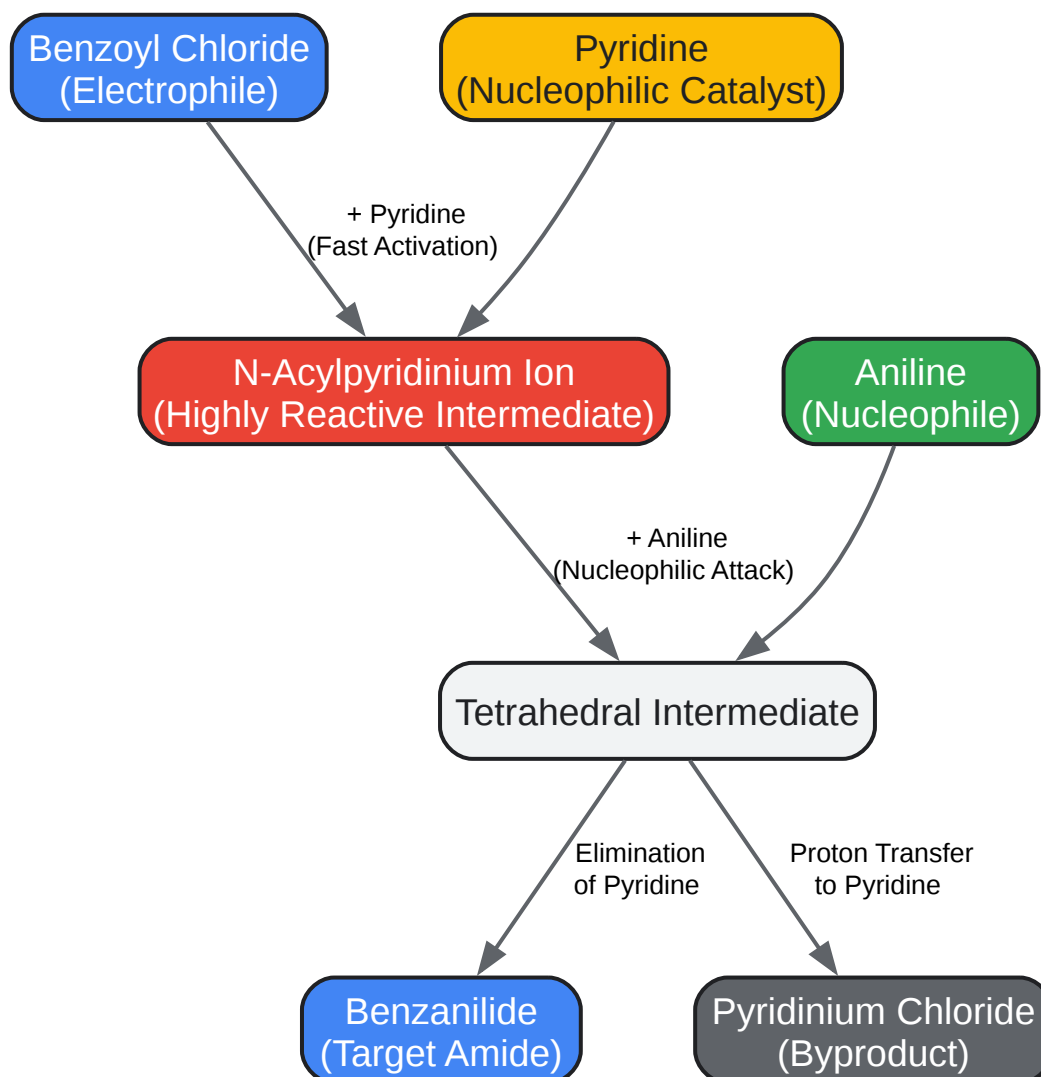 Benzoyl Chloride
(Electrophile)
Pyridine
(Nucleophilic Catalyst)
+ Pyridine
(Fast Activation)
N-Acylpyridinium Ion
(Highly Reactive Intermediate)
Aniline
(Nucleophile)
+ Aniline
(Nucleophilic Attack)
Tetrahedral Intermediate
Elimination
of Pyridine
Proton Transfer
to Pyridine
Benzanilide
(Target Amide)
Pyridinium Chloride
(Byproduct)